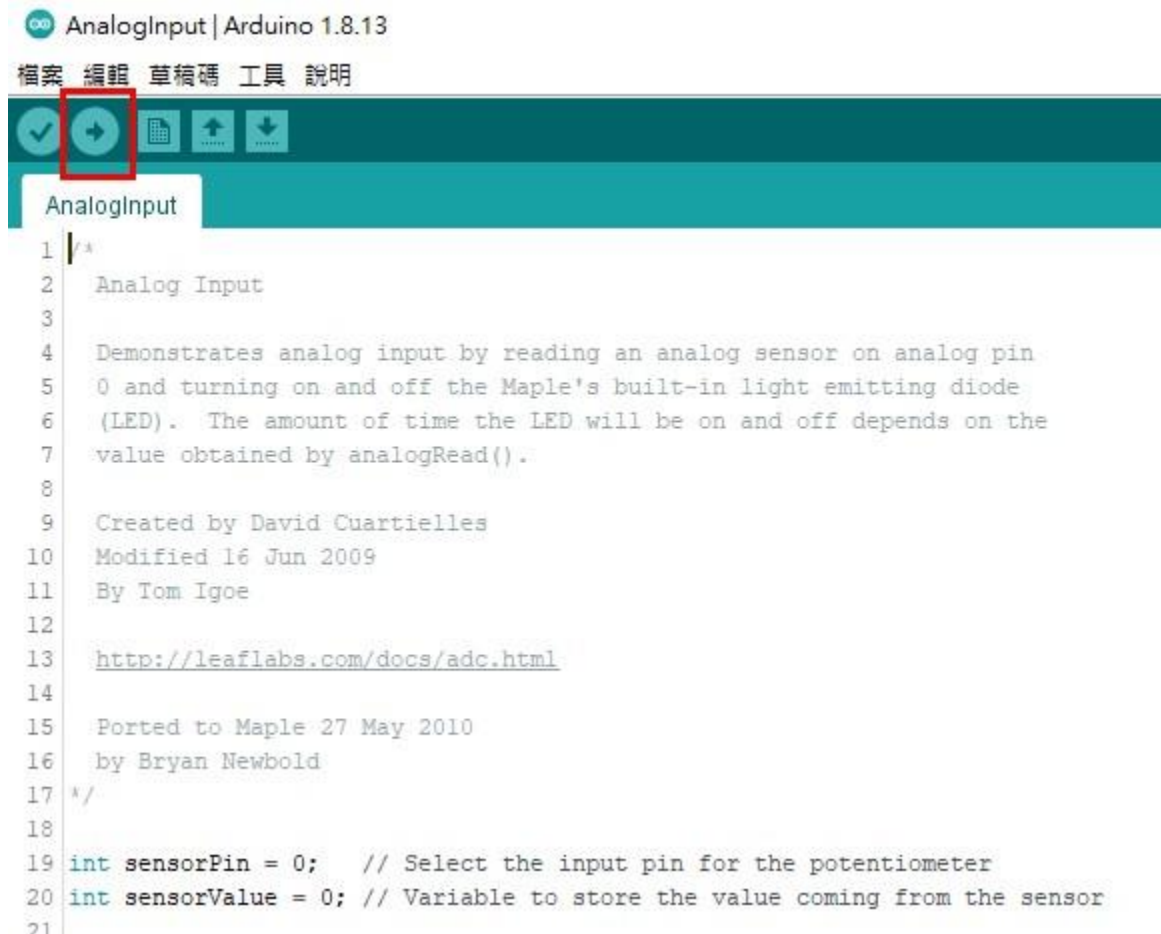 AnalogInput | Arduino 1.8.13
檔案 編輯 草稿碼 工具 說明
AnalogInput
1 /*
2 Analog Input
3
4 Demonstrates analog input by reading an analog sensor on analog pin
5 0 and turning on and off the Maple's built-in light emitting diode
6 (LED). The amount of time the LED will be on and off depends on the
7 value obtained by analogRead().
8
9 Created by David Cuartielles
10 Modified 16 Jun 2009
11 By Tom Igoe
12
13 http://leaflabs.com/docs/adc.html
14
15 Ported to Maple 27 May 2010
16 by Bryan Newbold
17 */
18
19 int sensorPin = 0; // Select the input pin for the potentiometer
20 int sensorValue = 0; // Variable to store the value coming from the sensor
21